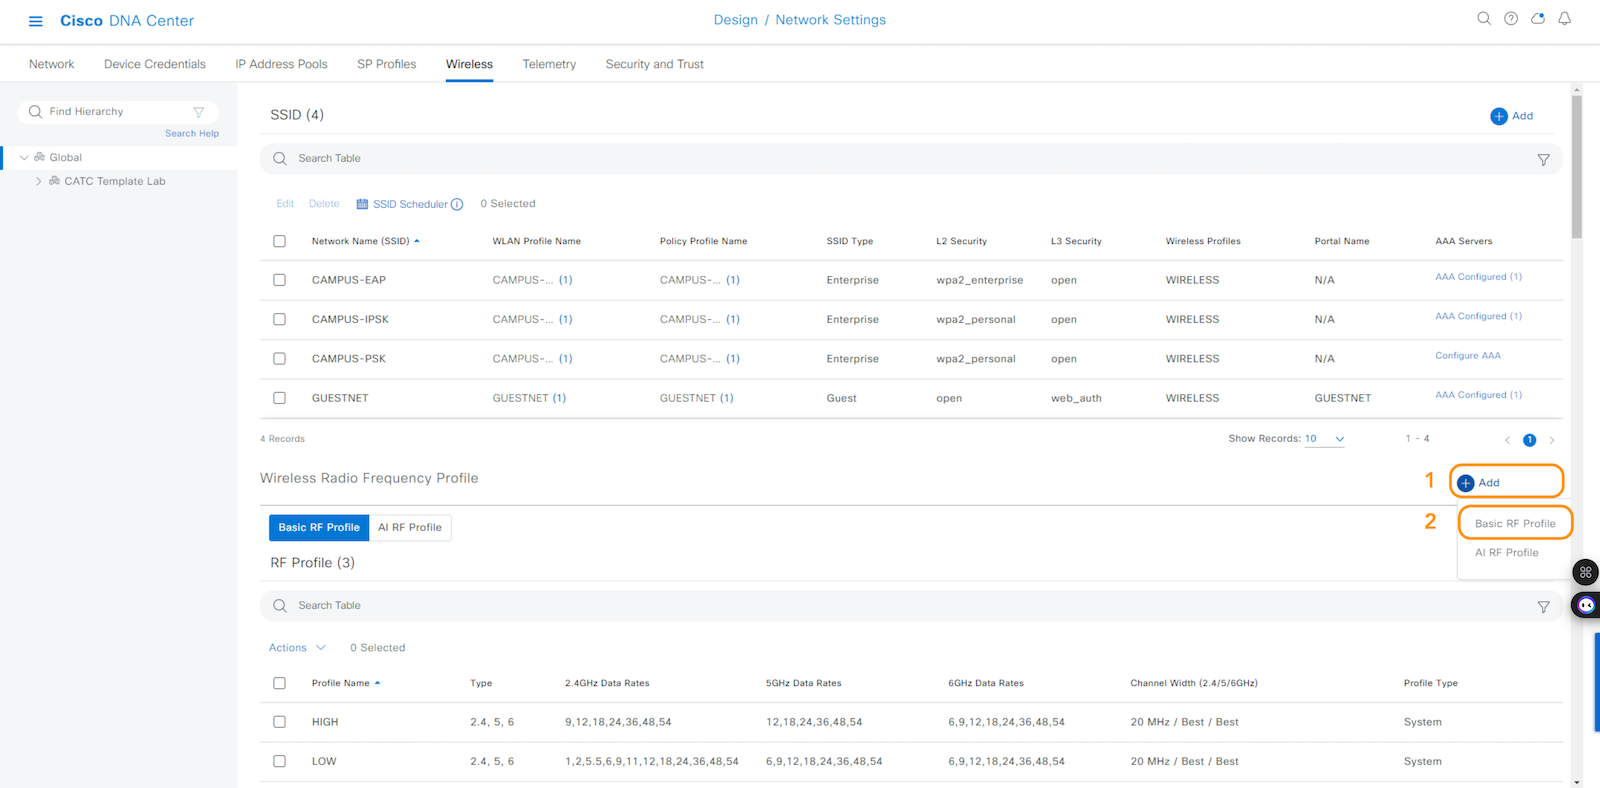 Cisco DNA Center
Design / Network Settings
Network Device Credentials IP Address Pools SP Profiles Wireless Telemetry Security and Trust
Find Hierarchy
Search Help
Global
CATC Template Lab
SSID (4)
Add
Search Table
Edit Delete SSID Scheduler 0 Selected
Network Name (SSID) WLAN Profile Name Policy Profile Name SSID Type L2 Security L3 Security Wireless Profiles Portal Name AAA Servers
CAMPUS-EAP CAMPUS-... (1) CAMPUS-... (1) Enterprise wpa2_enterprise open WIRELESS N/A AAA Configured (1)
CAMPUS-IPSK CAMPUS-... (1) CAMPUS-... (1) Enterprise wpa2_personal open WIRELESS N/A AAA Configured (1)
CAMPUS-PSK CAMPUS-... (1) CAMPUS-... (1) Enterprise wpa2_personal open WIRELESS N/A Configure AAA
GUESTNET GUESTNET (1) GUESTNET (1) Guest open web_auth WIRELESS GUESTNET AAA Configured (1)
4 Records Show Records: 10 1 - 4 1
Wireless Radio Frequency Profile
1 Add
2 Basic RF Profile
AI RF Profile
Basic RF Profile AI RF Profile
RF Profile (3)
Search Table
Actions 0 Selected
Profile Name Type 2.4GHz Data Rates 5GHz Data Rates 6GHz Data Rates Channel Width (2.4/5/6GHz) Profile Type
HIGH 2.4, 5, 6 9,12,18,24,36,48,54 12,18,24,36,48,54 6,9,12,18,24,36,48,54 20 MHz / Best / Best System
LOW 2.4, 5, 6 1,2,5.5,6,9,11,12,18,24,36,48,54 6,9,12,18,24,36,48,54 6,9,12,18,24,36,48,54 20 MHz / Best / Best System